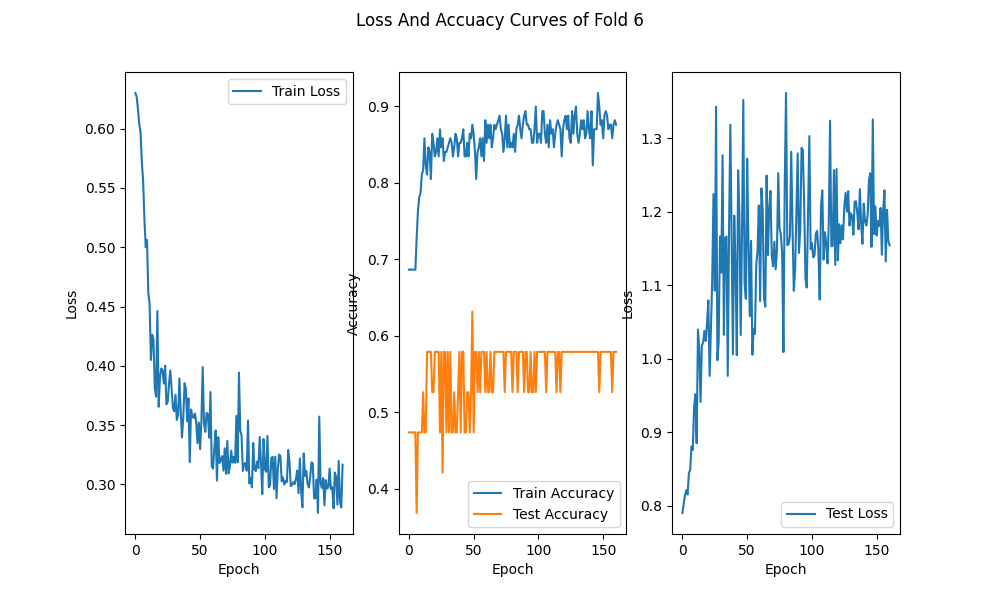 Loss And Accuacy Curves of Fold 6
Loss
0.60
0.55
0.50
0.45
0.40
0.35
0.30
0
50
100
150
Epoch
Train Loss
Accuracy
0.9
0.8
0.7
0.6
0.5
0.4
0
50
100
150
Epoch
Train Accuracy
Test Accuracy
Loss
1.3
1.2
1.1
1.0
0.9
0.8
0
50
100
150
Epoch
Test Loss